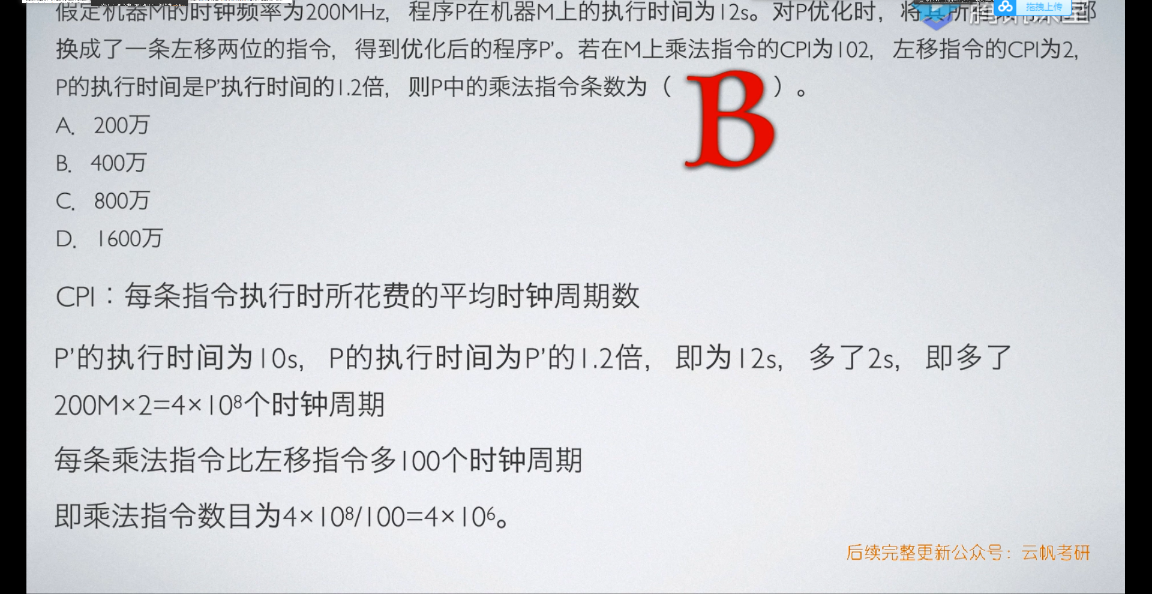 拖拽上传
腾讯课堂
假定机器M的时钟频率为200MHz，程序P在机器M上的执行时间为12s。对P优化时，将其所 都
换成了一条左移两位的指令，得到优化后的程序P’。若在M上乘法指令的CPI为102，左移指令的CPI为2，
P的执行时间是P’执行时间的1.2倍，则P中的乘法指令条数为（ B ）。
A．200万
B．400万
C．800万
D．1600万
CPI：每条指令执行时所花费的平均时钟周期数
P’的执行时间为10s，P的执行时间为P’的1.2倍，即为12s，多了2s，即多了
200M×2=4×10⁸个时钟周期
每条乘法指令比左移指令多100个时钟周期
即乘法指令数目为4×10⁸/100=4×10⁶。
后续完整更新公众号：云帆考研